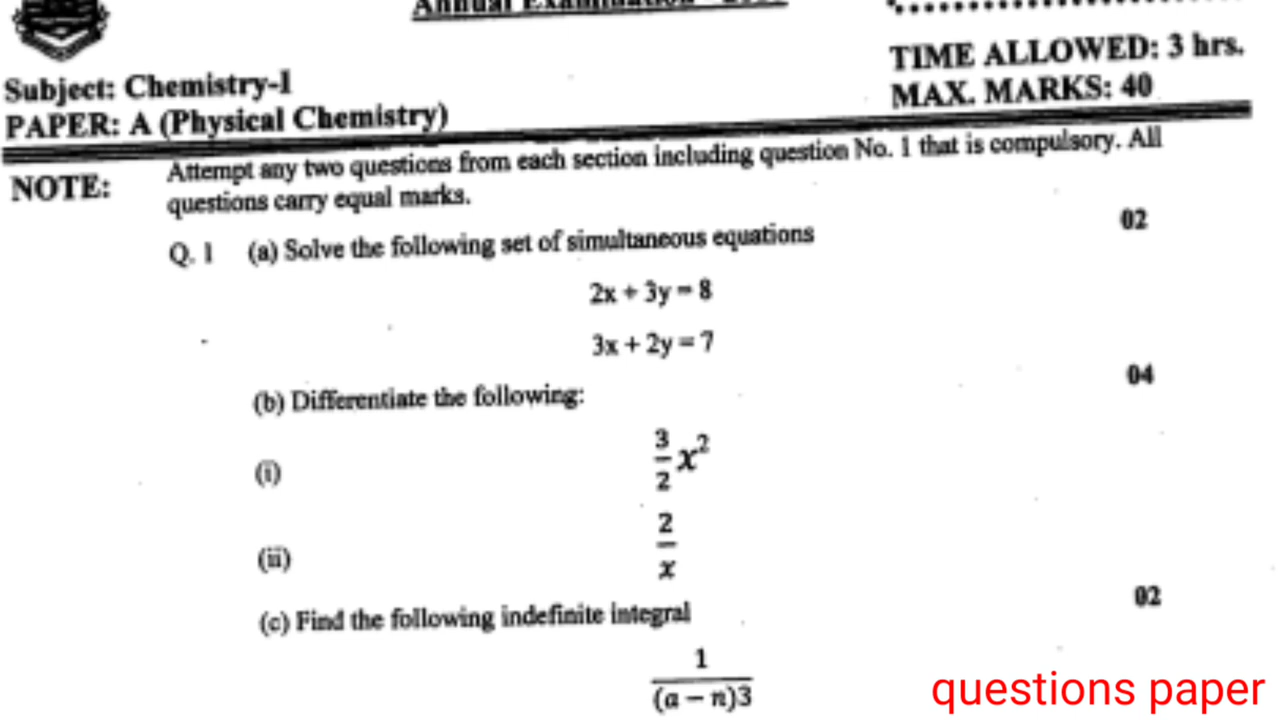 Annual Examination
TIME ALLOWED: 3 hrs.
Subject: Chemistry-I
MAX. MARKS: 40
PAPER: A (Physical Chemistry)
NOTE: Attempt any two questions from each section including question No. 1 that is compulsory. All
questions carry equal marks.
Q. 1 (a) Solve the following set of simultaneous equations 02
2x + 3y = 8
3x + 2y = 7
(b) Differentiate the following: 04
(i) 3/2 x²
(ii) 2/x
(c) Find the following indefinite integral 02
1/(a − n)3
questions paper